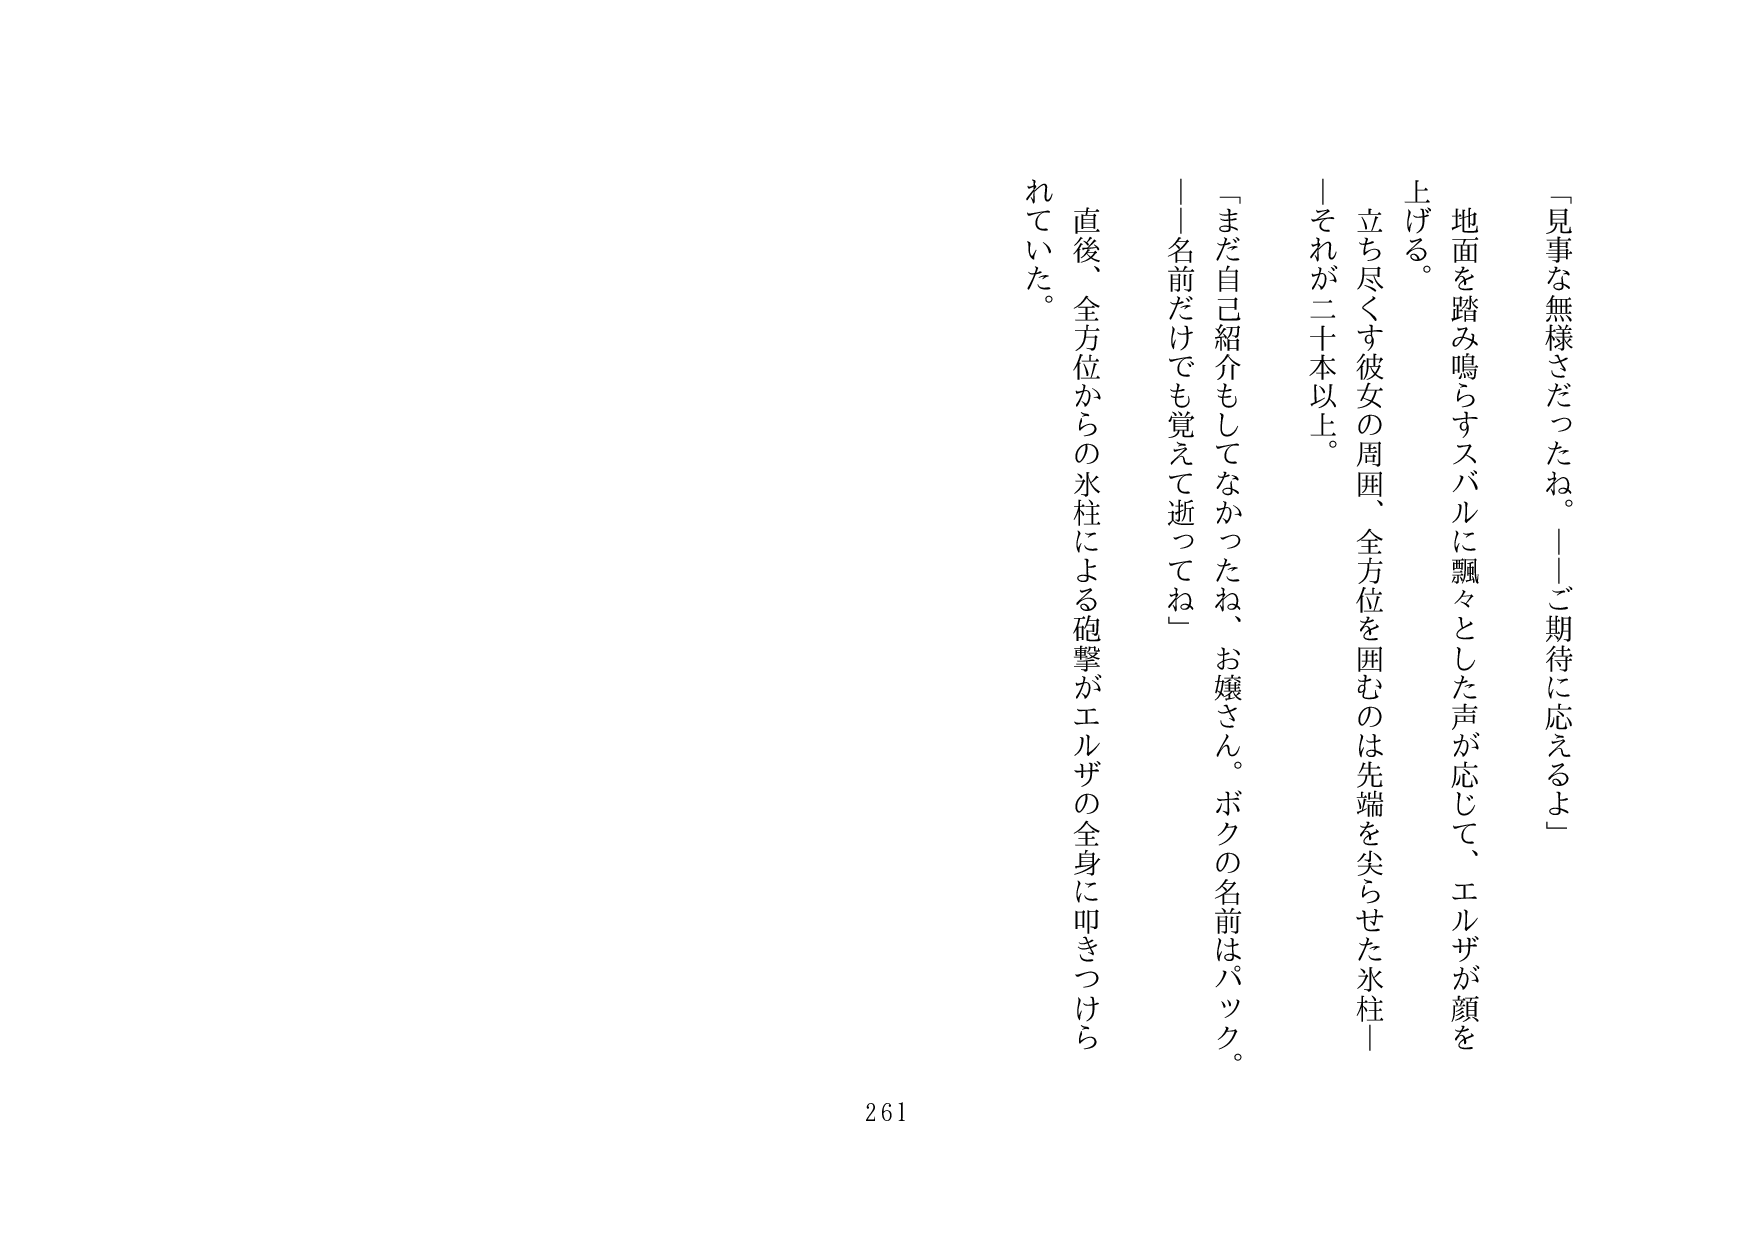 「見事な無様さだったね。――ご期待に応えるよ」
　地面を踏み鳴らすスバルに飄々とした声が応じて、エルザが顔を
上げる。
　立ち尽くす彼女の周囲、全方位を囲むのは先端を尖らせた氷柱―
―それが二十本以上。
「まだ自己紹介もしてなかったね、お嬢さん。ボクの名前はパック。
――名前だけでも覚えて逝ってね」
　直後、全方位からの氷柱による砲撃がエルザの全身に叩きつけら
れていた。
261